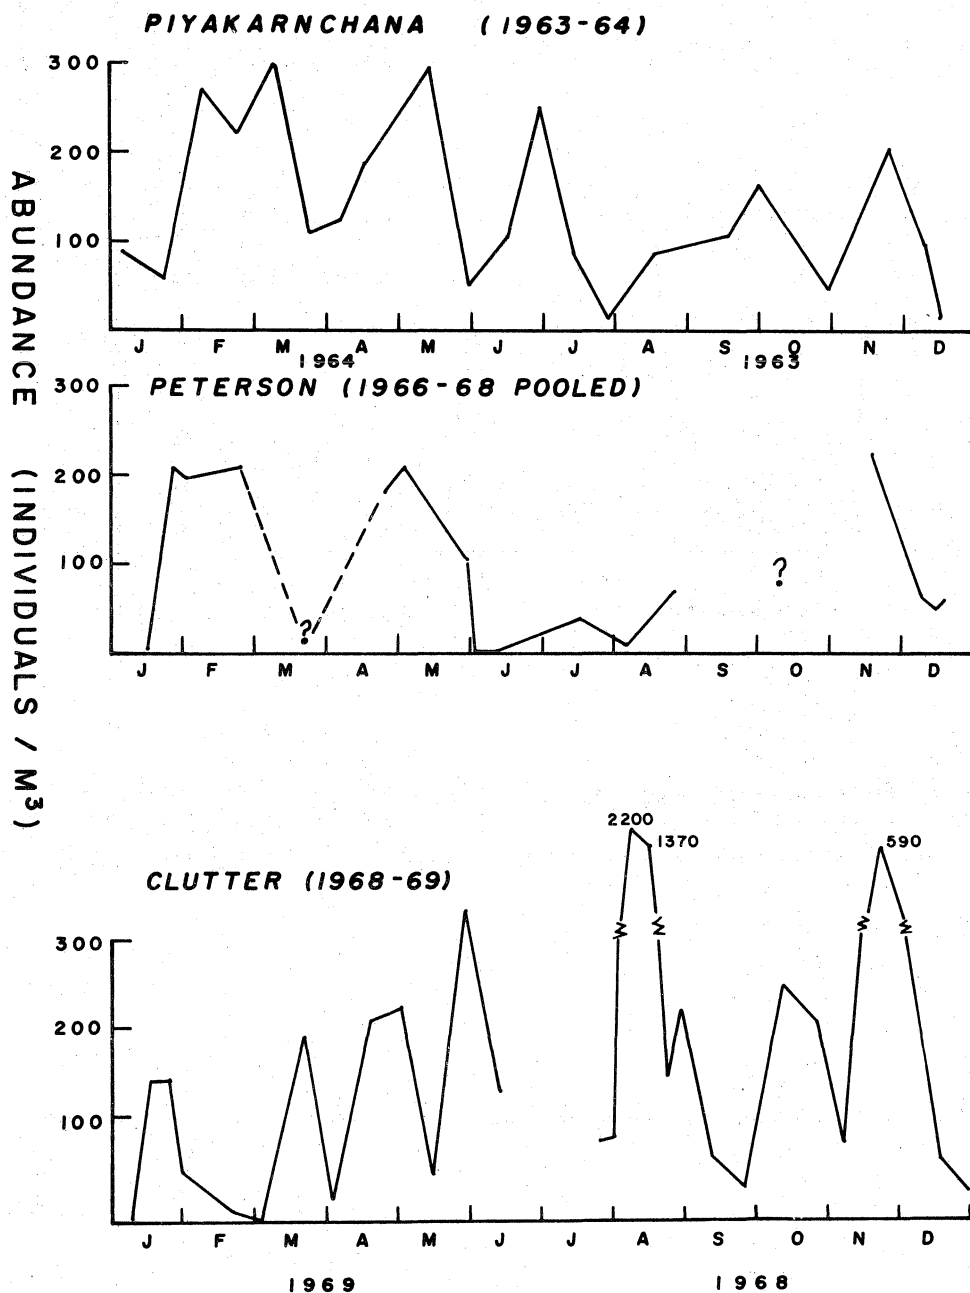 PIYAKARNCHANA (1963-64)
ABUNDANCE (INDIVIDUALS / M³)
300
200
100
J F M A M J J A S O N D
1964 1963
PETERSON (1966-68 POOLED)
300
200
100
?
?
J F M A M J J A S O N D
CLUTTER (1968-69)
2200
1370
590
300
200
100
J F M A M J J A S O N D
1969 1968